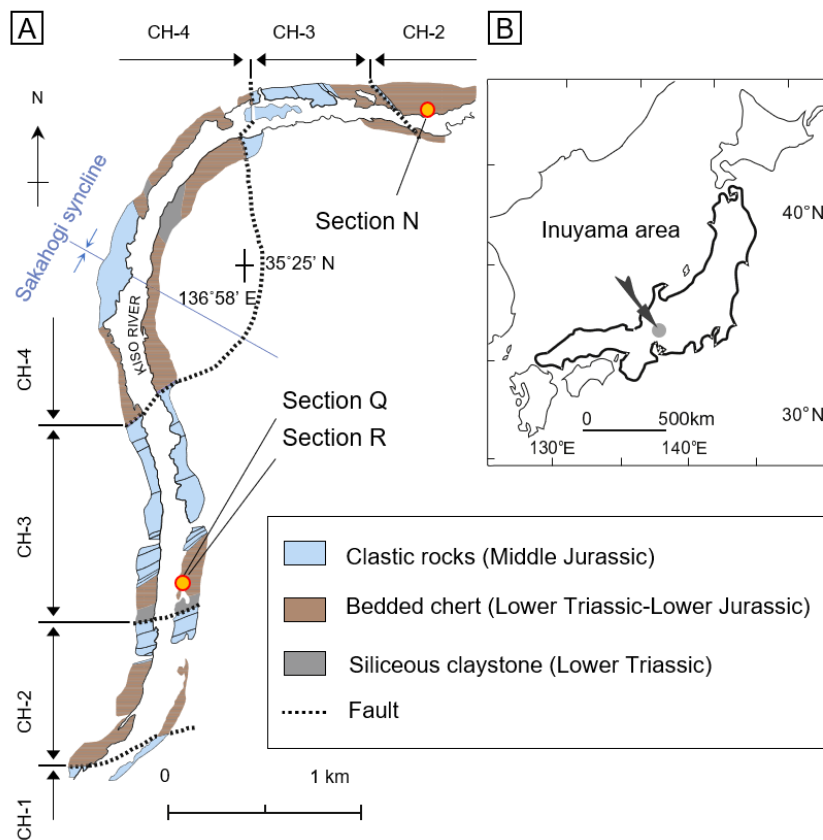 A
CH-4
CH-3
CH-2
N
Sakahogi syncline
Section N
35°25' N
136°58' E
KISO RIVER
CH-4
Section Q
Section R
CH-3
CH-2
CH-1
0
1 km
B
Inuyama area
40°N
30°N
0
500km
130°E
140°E
Clastic rocks (Middle Jurassic)
Bedded chert (Lower Triassic-Lower Jurassic)
Siliceous claystone (Lower Triassic)
Fault